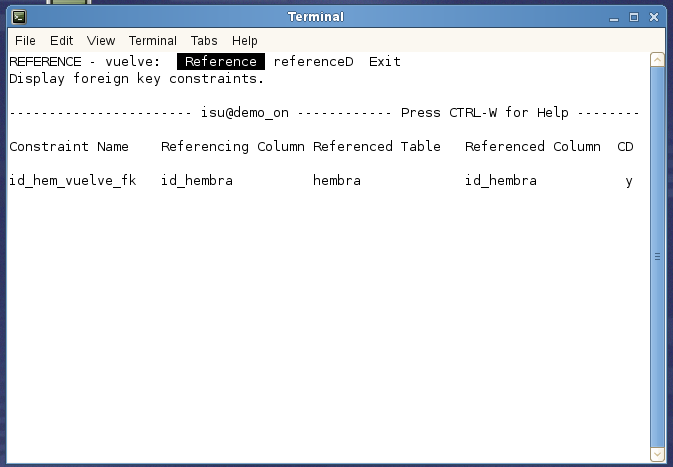 Terminal
File Edit View Terminal Tabs Help
REFERENCE - vuelve: Reference referenceD Exit
Display foreign key constraints.
----------------------- isu@demo_on ------------ Press CTRL-W for Help --------
Constraint Name Referencing Column Referenced Table Referenced Column CD
id_hem_vuelve_fk id_hembra hembra id_hembra y